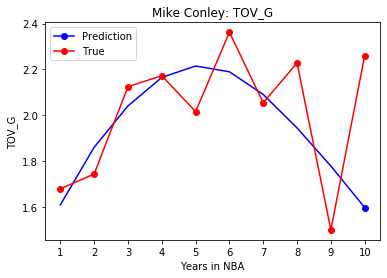 Mike Conley: TOV_G
Prediction
True
TOV_G
2.4
2.2
2.0
1.8
1.6
1 2 3 4 5 6 7 8 9 10
Years in NBA